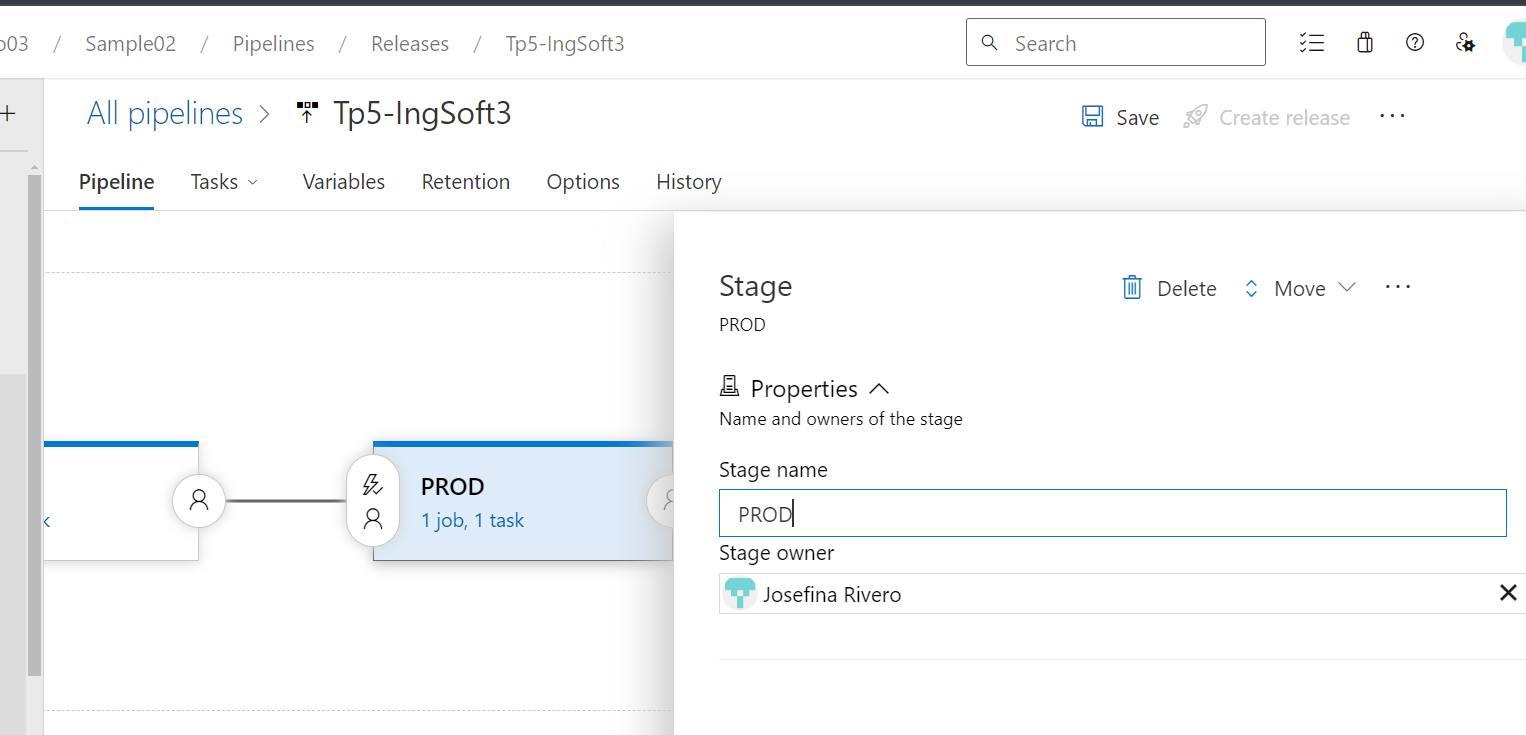 03 / Sample02 / Pipelines / Releases / Tp5-IngSoft3
Search
All pipelines > Tp5-IngSoft3
Save
Create release
Pipeline Tasks Variables Retention Options History
Stage
Delete Move
PROD
Properties
Name and owners of the stage
Stage name
PROD
Stage owner
Josefina Rivero
PROD
1 job, 1 task